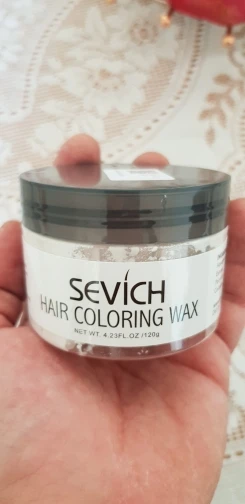 SEVICH
HAIR COLORING WAX
NET WT. 4.23FL.OZ/120g